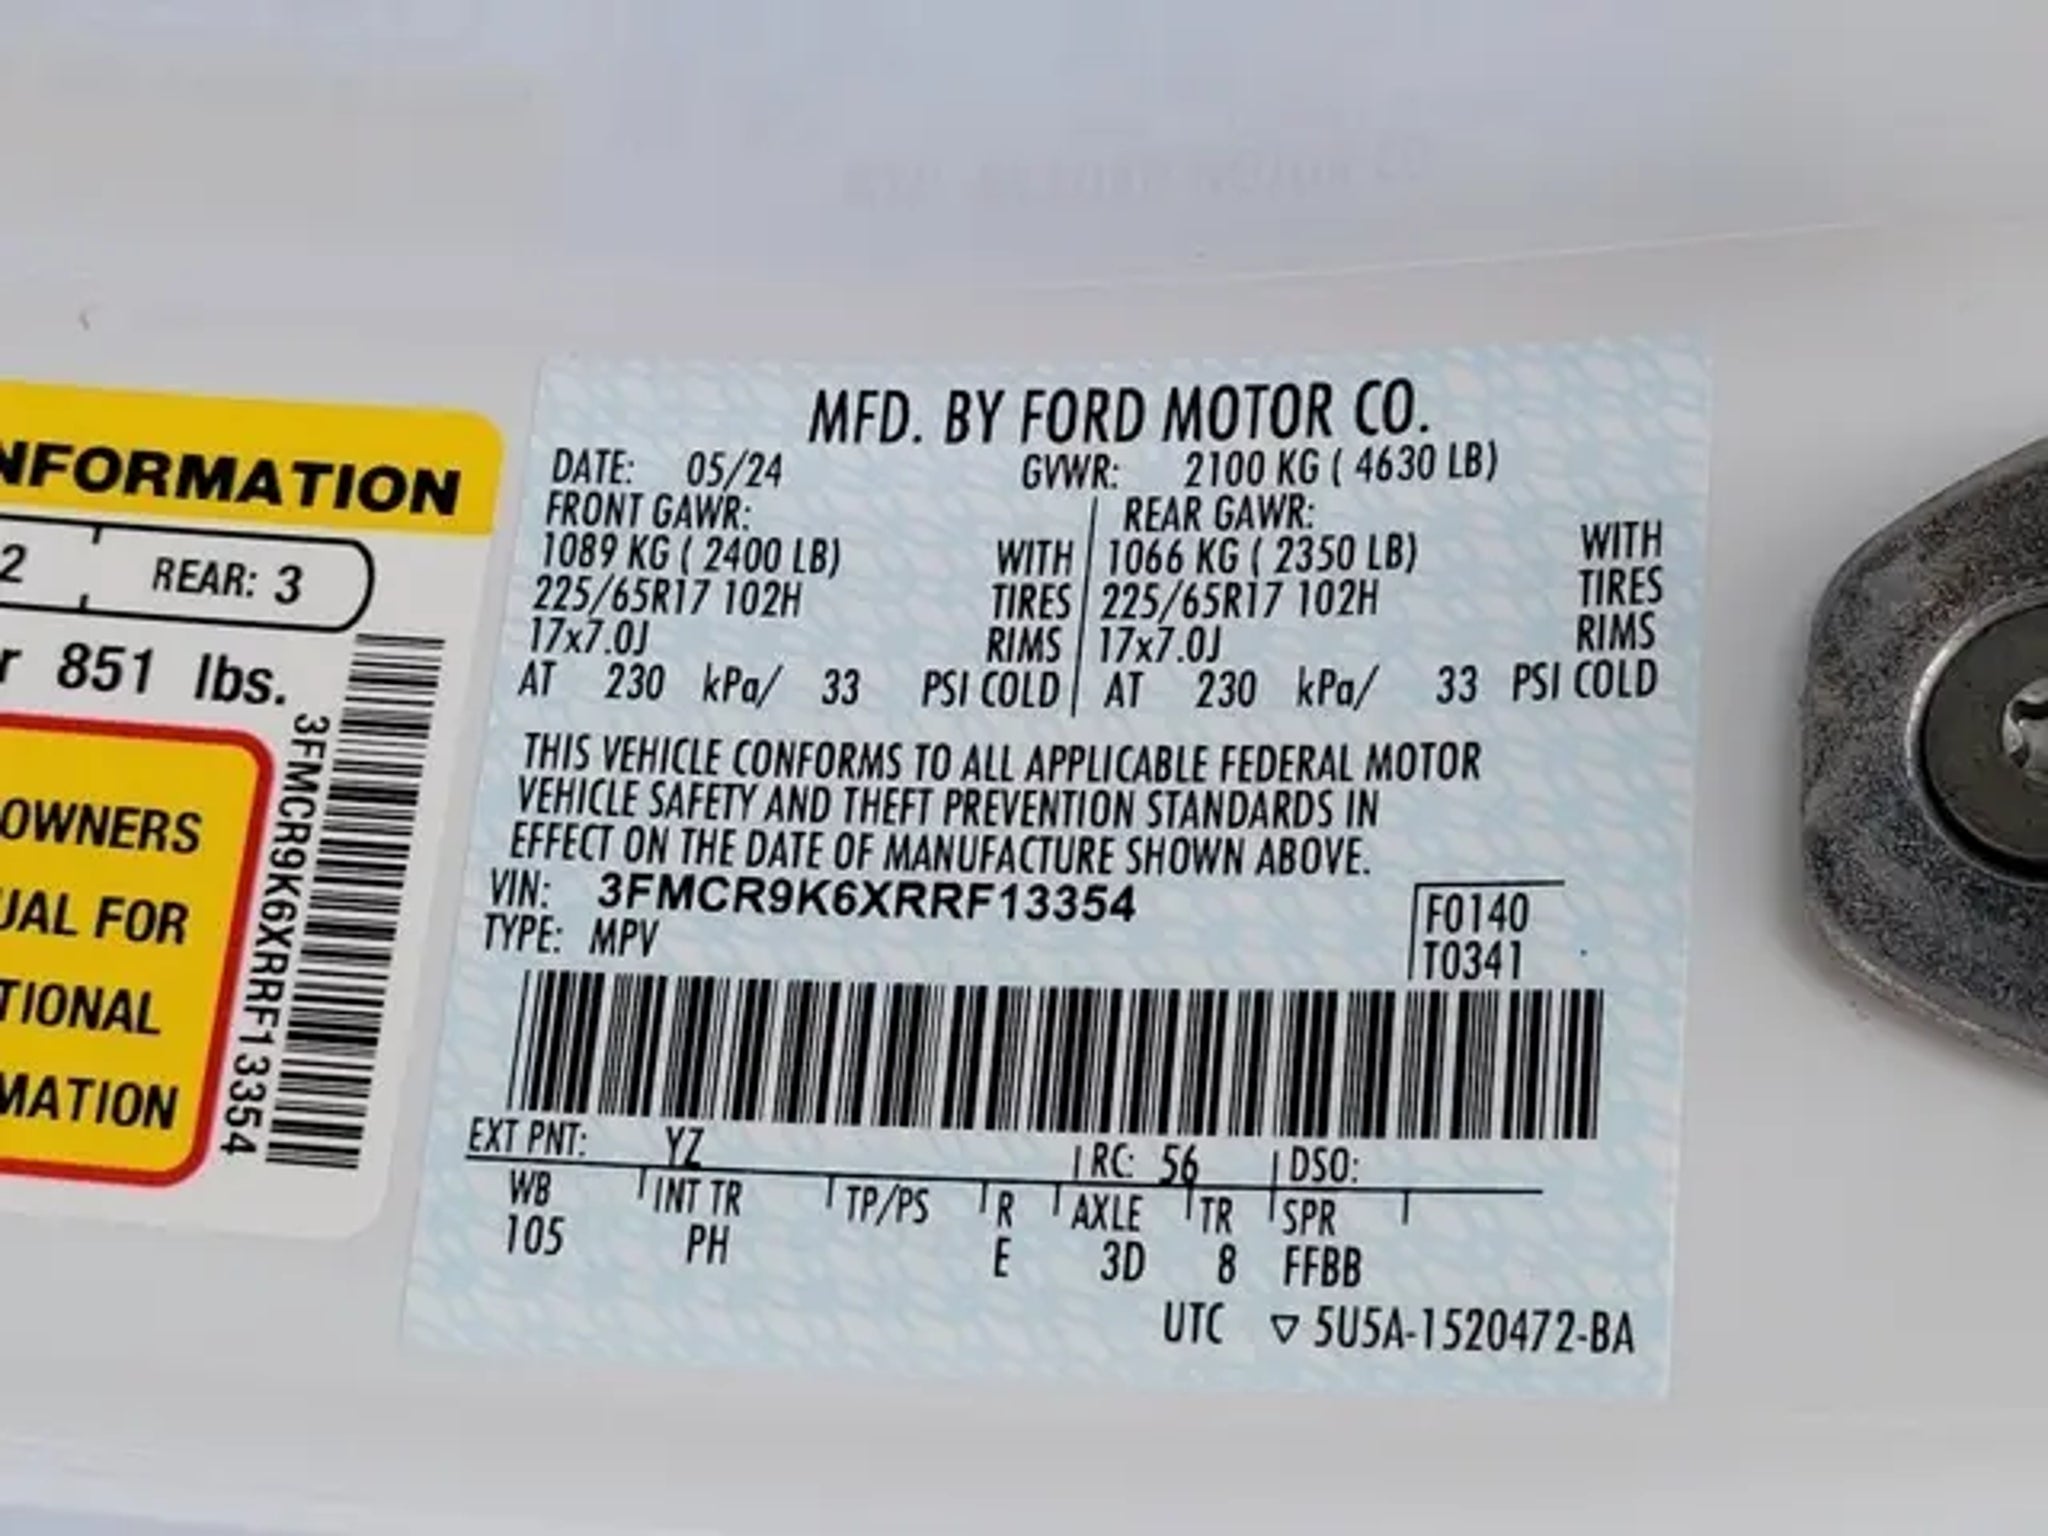 NFORMATION
2 REAR: 3
r 851 lbs.
OWNERS
UAL FOR
TIONAL
MATION
3FMCR9K6XRRF13354
MFD. BY FORD MOTOR CO.
DATE: 05/24 GVWR: 2100 KG ( 4630 LB)
FRONT GAWR: REAR GAWR:
1089 KG ( 2400 LB) WITH 1066 KG ( 2350 LB) WITH
225/65R17 102H TIRES 225/65R17 102H TIRES
17x7.0J RIMS 17x7.0J RIMS
AT 230 kPa/ 33 PSI COLD AT 230 kPa/ 33 PSI COLD
THIS VEHICLE CONFORMS TO ALL APPLICABLE FEDERAL MOTOR
VEHICLE SAFETY AND THEFT PREVENTION STANDARDS IN
EFFECT ON THE DATE OF MANUFACTURE SHOWN ABOVE.
VIN: 3FMCR9K6XRRF13354 F0140
TYPE: MPV T0341
EXT PNT: YZ RC: 56 DSO:
WB INT TR TP/PS R AXLE TR SPR
105 PH E 3D 8 FFBB
UTC ▽ 5U5A-1520472-BA